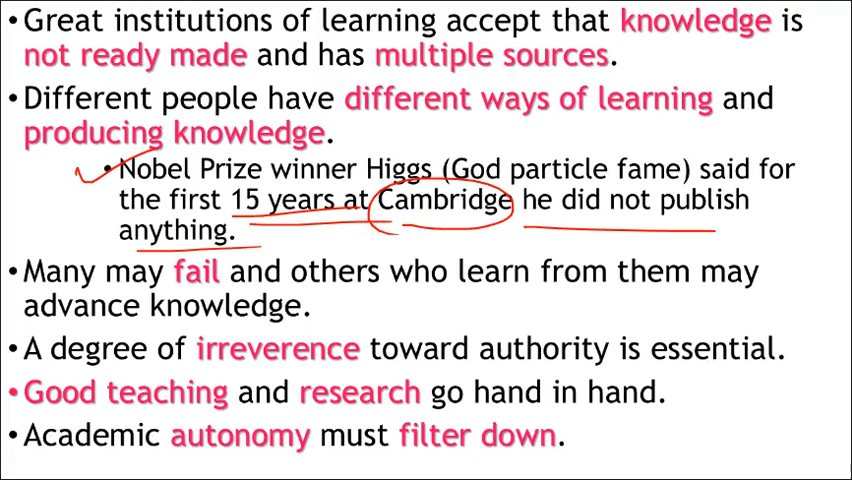 •Great institutions of learning accept that knowledge is
not ready made and has multiple sources.
•Different people have different ways of learning and
producing knowledge.
•Nobel Prize winner Higgs (God particle fame) said for
the first 15 years at Cambridge he did not publish
anything.
•Many may fail and others who learn from them may
advance knowledge.
•A degree of irreverence toward authority is essential.
•Good teaching and research go hand in hand.
•Academic autonomy must filter down.